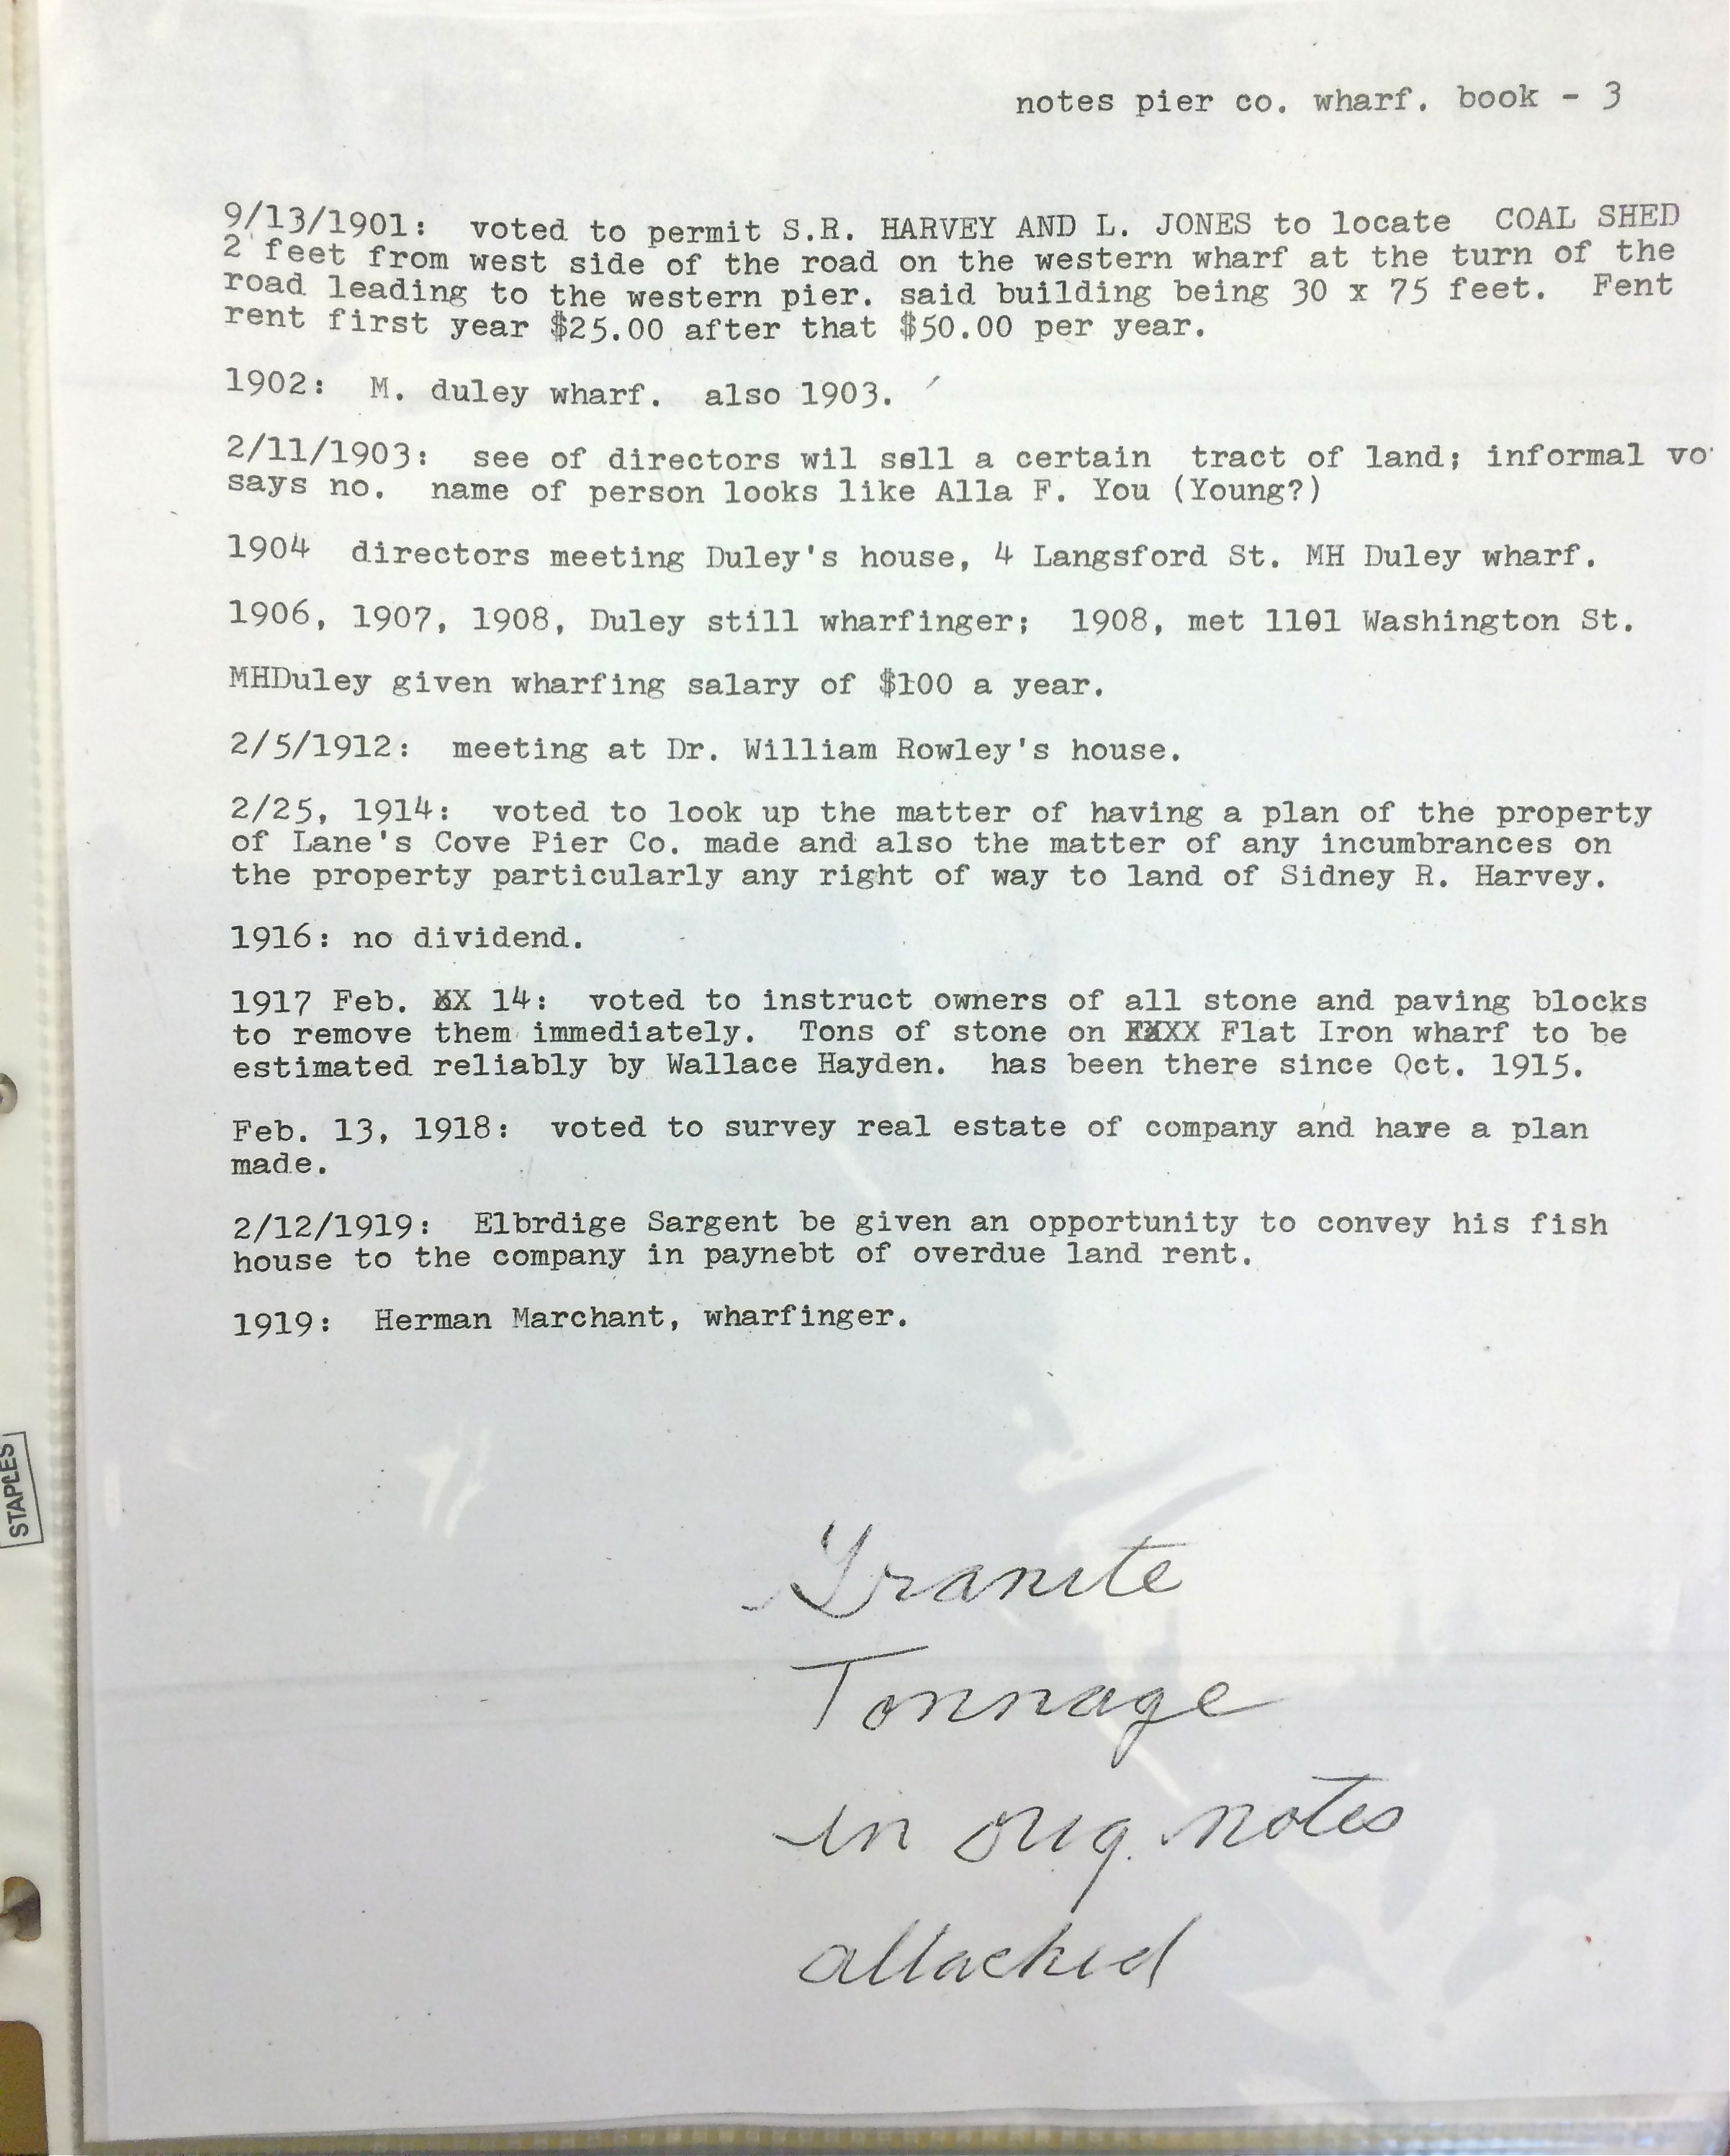 notes pier co. wharf. book - 3
9/13/1901: voted to permit S.R. HARVEY AND L. JONES to locate COAL SHED
2 feet from west side of the road on the western wharf at the turn of the
road leading to the western pier. said building being 30 x 75 feet. Fent
rent first year $25.00 after that $50.00 per year.
1902: M. duley wharf. also 1903.
2/11/1903: see of directors wil sell a certain tract of land; informal vo
says no. name of person looks like Alla F. You (Young?)
1904 directors meeting Duley's house, 4 Langsford St. MH Duley wharf.
1906, 1907, 1908, Duley still wharfinger; 1908, met 1101 Washington St.
MHDuley given wharfing salary of $100 a year.
2/5/1912: meeting at Dr. William Rowley's house.
2/25, 1914: voted to look up the matter of having a plan of the property
of Lane's Cove Pier Co. made and also the matter of any incumbrances on
the property particularly any right of way to land of Sidney R. Harvey.
1916: no dividend.
1917 Feb. XX 14: voted to instruct owners of all stone and paving blocks
to remove them immediately. Tons of stone on XXXX Flat Iron wharf to be
estimated reliably by Wallace Hayden. has been there since Oct. 1915.
Feb. 13, 1918: voted to survey real estate of company and have a plan
made.
2/12/1919: Elbrdige Sargent be given an opportunity to convey his fish
house to the company in paynebt of overdue land rent.
1919: Herman Marchant, wharfinger.
Granite
Tonnage
in orig. notes
attached
STAPLES